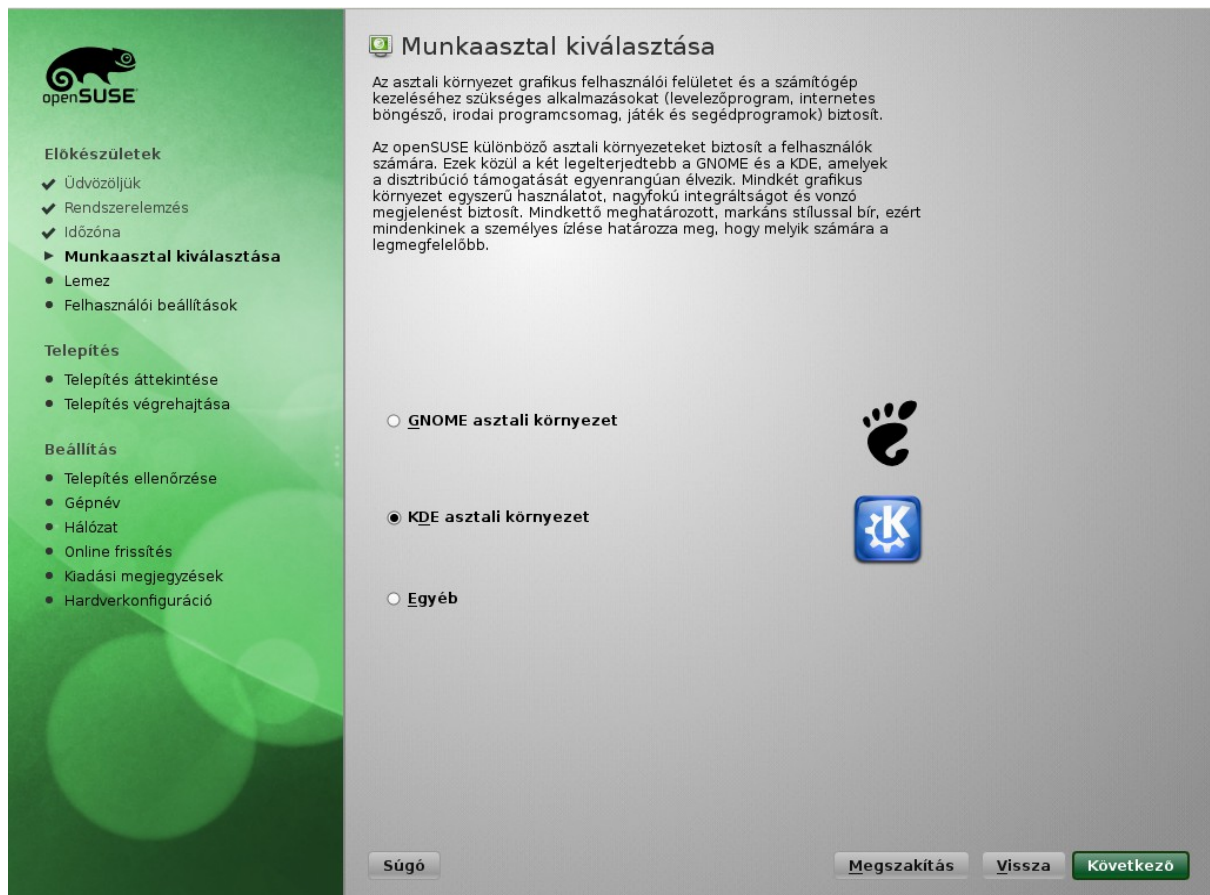 openSUSE
Előkészületek
Üdvözöljük
Rendszerelemzés
Időzóna
Munkaasztal kiválasztása
Lemez
Felhasználói beállítások
Telepítés
Telepítés áttekintése
Telepítés végrehajtása
Beállítás
Telepítés ellenőrzése
Gépnév
Hálózat
Online frissítés
Kiadási megjegyzések
Hardverkonfiguráció
Munkaasztal kiválasztása
Az asztali környezet grafikus felhasználói felületet és a számítógép
kezeléséhez szükséges alkalmazásokat (levelezőprogram, internetes
böngésző, irodai programcsomag, játék és segédprogramok) biztosít.
Az openSUSE különböző asztali környezeteket biztosít a felhasználók
számára. Ezek közül a két legelterjedtebb a GNOME és a KDE, amelyek
a disztribúció támogatását egyenrangúan élvezik. Mindkét grafikus
környezet egyszerű használatot, nagyfokú integráltságot és vonzó
megjelenést biztosít. Mindkettő meghatározott, markáns stílussal bír, ezért
mindenkinek a személyes ízlése határozza meg, hogy melyik számára a
legmegfelelőbb.
GNOME asztali környezet
KDE asztali környezet
K
Egyéb
Súgó
Megszakítás
Vissza
Következő